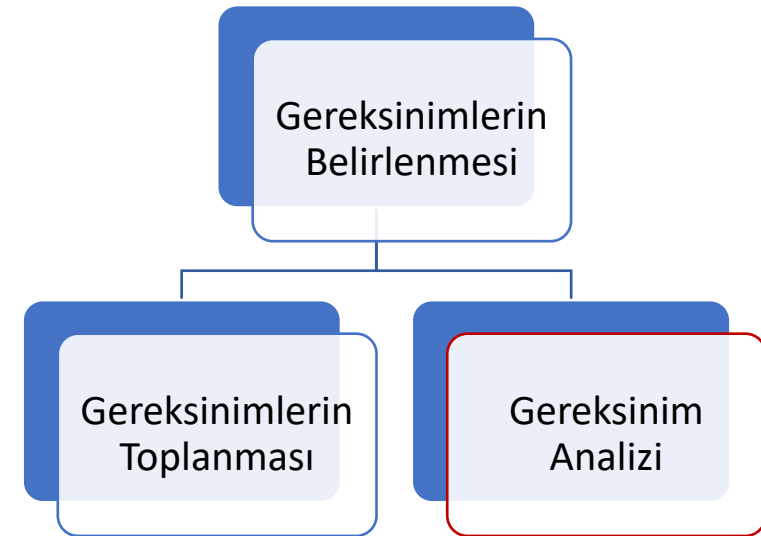 Gereksinimlerin
Belirlenmesi
Gereksinimlerin
Toplanması
Gereksinim
Analizi